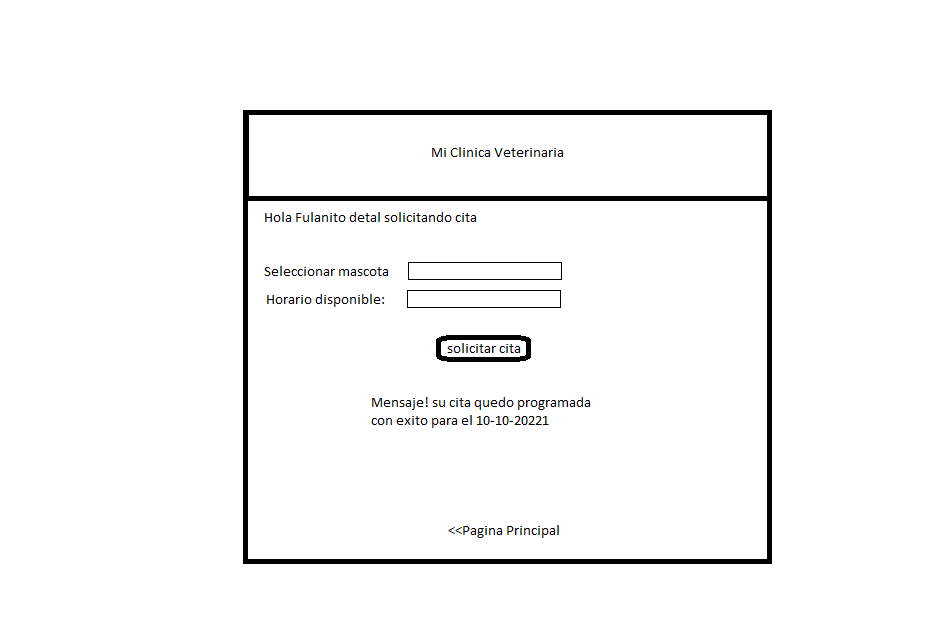 Mi Clinica Veterinaria
Hola Fulanito detal solicitando cita
Seleccionar mascota
Horario disponible:
solicitar cita
Mensaje! su cita quedo programada
con exito para el 10-10-20221
<<Pagina Principal